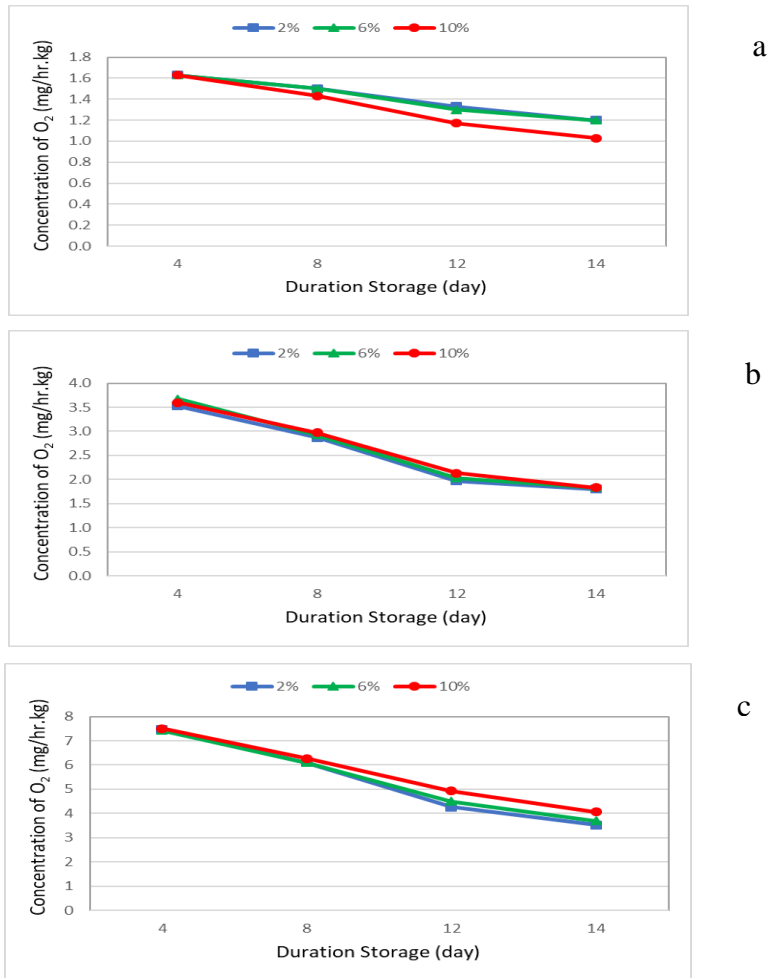 2% 6% 10%
a
Concentration of O₂ (mg/hr.kg)
1.8
1.6
1.4
1.2
1.0
0.8
0.6
0.4
0.2
0.0
4 8 12 14
Duration Storage (day)
2% 6% 10%
b
Concentration of O₂ (mg/hr.kg)
4.0
3.5
3.0
2.5
2.0
1.5
1.0
0.5
0.0
4 8 12 14
Duration Storage (day)
2% 6% 10%
c
Concentration of O₂ (mg/hr.kg)
8
7
6
5
4
3
2
1
0
4 8 12 14
Duration Storage (day)